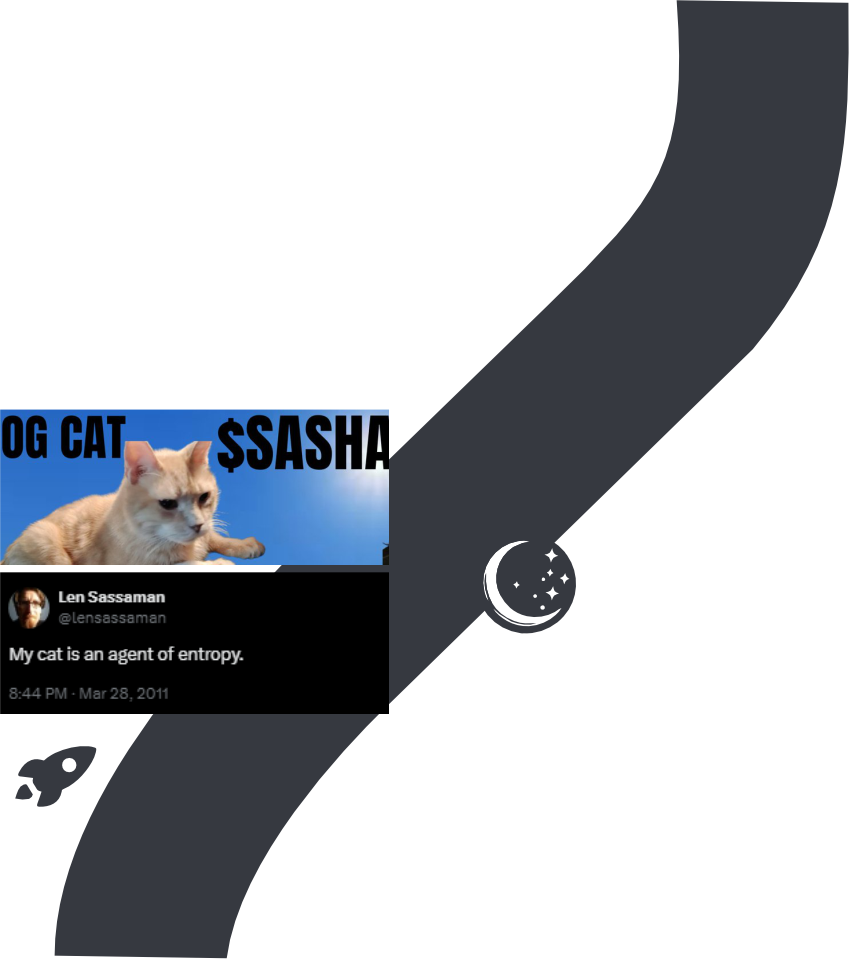 OG CAT
$SASHA
Len Sassaman
@lensassaman
My cat is an agent of entropy.
8:44 PM · Mar 28, 2011